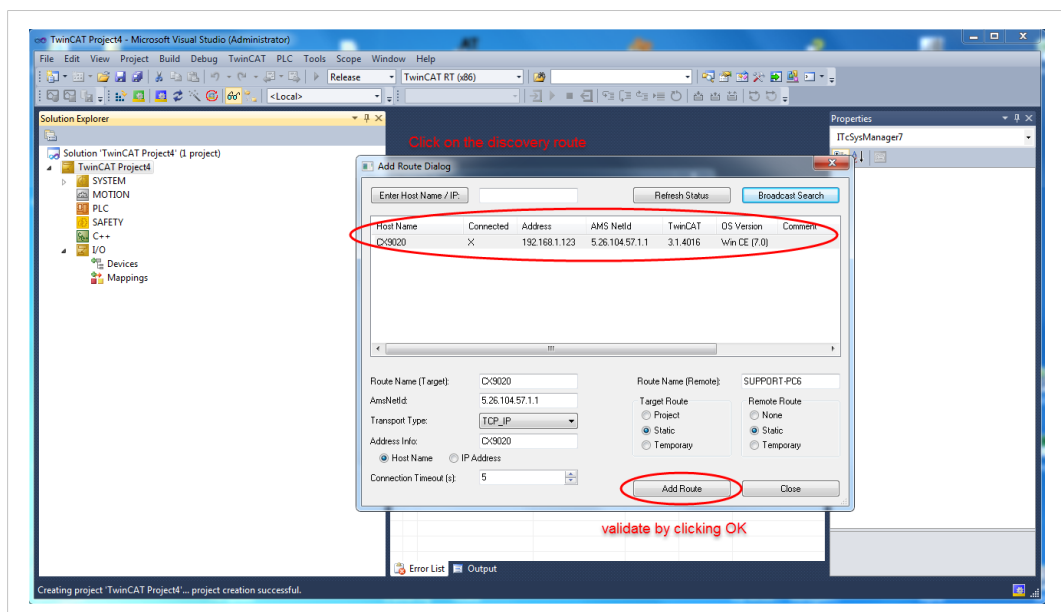 TwinCAT Project4 - Microsoft Visual Studio (Administrator)
File Edit View Project Build Debug TwinCAT PLC Tools Scope Window Help
Release TwinCAT RT (x86)
<Local>
Solution Explorer
Properties
ITcSysManager7
Click on the discovery route
Solution 'TwinCAT Project4' (1 project)
TwinCAT Project4
SYSTEM
MOTION
PLC
SAFETY
C++
I/O
Devices
Mappings
Add Route Dialog
Enter Host Name / IP: Refresh Status Broadcast Search
Host Name Connected Address AMS NetId TwinCAT OS Version Comment
CX9020 X 192.168.1.123 5.26.104.57.1.1 3.1.4016 Win CE (7.0)
Route Name (Target): CX9020 Route Name (Remote): SUPPORT-PC6
AmsNetId: 5.26.104.57.1.1 Target Route Remote Route
Project None
Transport Type: TCP_IP Static Static
Address Info: CX9020 Temporary Temporary
Host Name IP Address
Connection Timeout (s): 5 Add Route Close
validate by clicking OK
Error List Output
Creating project 'TwinCAT Project4'... project creation successful.